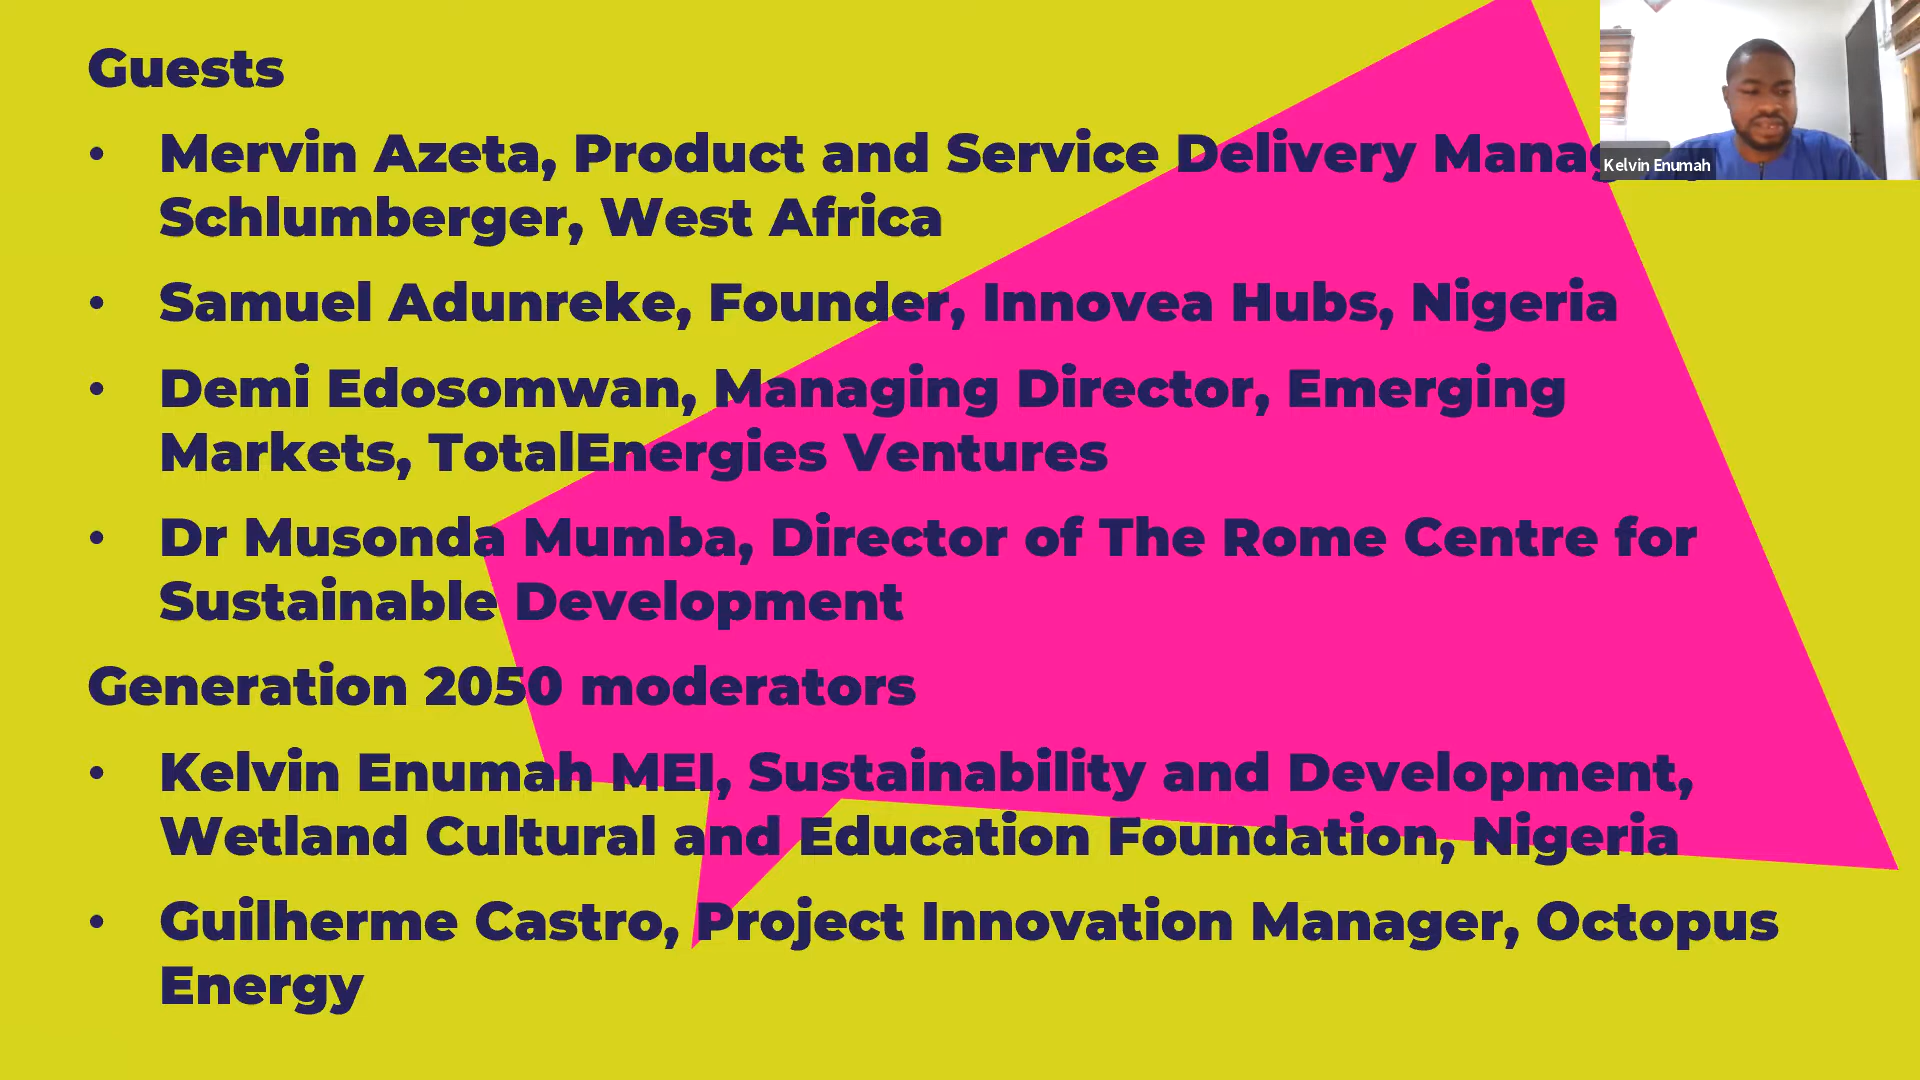 Guests
• Mervin Azeta, Product and Service Delivery
Schlumberger, West Africa
• Samuel Adunreke, Founder, Innovea Hubs, Nigeria
• Demi Edosomwan, Managing Director, Emerging
Markets, TotalEnergies Ventures
• Dr Musonda Mumba, Director of The Rome Centre for
Sustainable Development
Generation 2050 moderators
• Kelvin Enumah MEI, Sustainability and Development,
Wetland Cultural and Education Foundation, Nigeria
• Guilherme Castro, Project Innovation Manager, Octopus
Energy
Kelvin Enumah